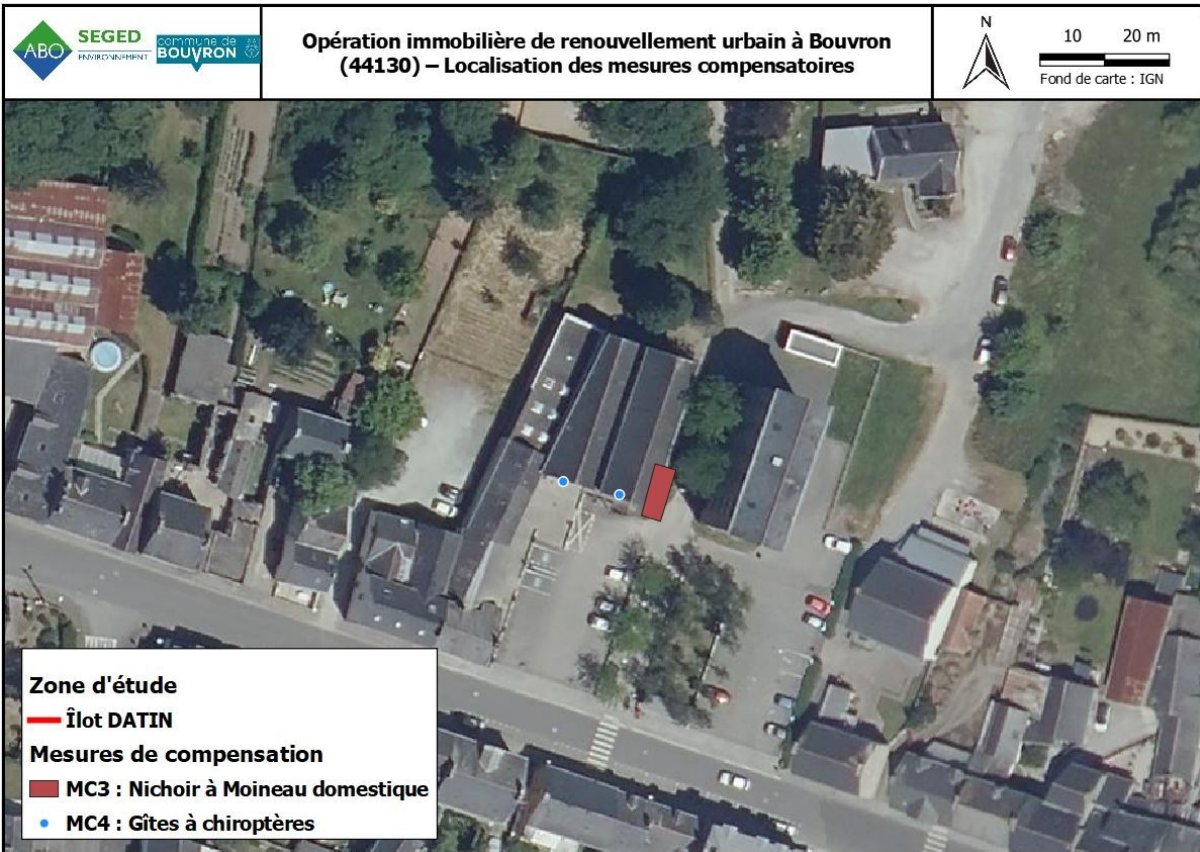 ABO
SEGED
ENVIRONNEMENT
commune de
BOUVRON
Opération immobilière de renouvellement urbain à Bouvron
(44130) – Localisation des mesures compensatoires
N
10 20 m
Fond de carte : IGN
Zone d'étude
Îlot DATIN
Mesures de compensation
MC3 : Nichoir à Moineau domestique
MC4 : Gîtes à chiroptères